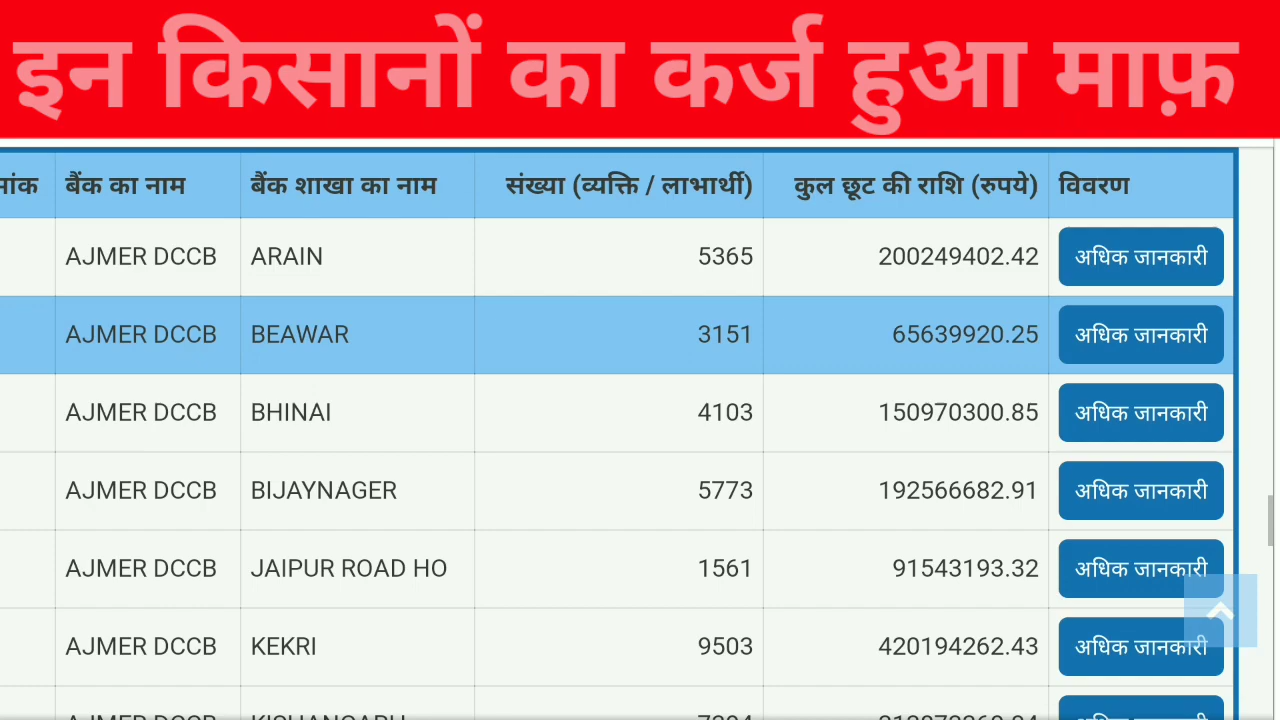 इन किसानों का कर्ज हुआ माफ़
मांक बैंक का नाम बैंक शाखा का नाम संख्या (व्यक्ति / लाभार्थी) कुल छूट की राशि (रुपये) विवरण
AJMER DCCB ARAIN 5365 200249402.42 अधिक जानकारी
AJMER DCCB BEAWAR 3151 65639920.25 अधिक जानकारी
AJMER DCCB BHINAI 4103 150970300.85 अधिक जानकारी
AJMER DCCB BIJAYNAGER 5773 192566682.91 अधिक जानकारी
AJMER DCCB JAIPUR ROAD HO 1561 91543193.32 अधिक जानकारी
AJMER DCCB KEKRI 9503 420194262.43 अधिक जानकारी
AJMER DCCB